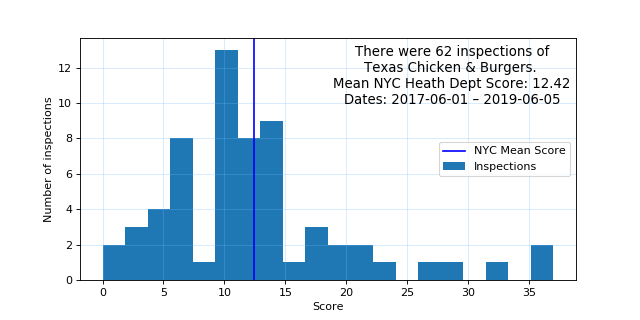 There were 62 inspections of
Texas Chicken & Burgers.
Mean NYC Heath Dept Score: 12.42
Dates: 2017-06-01 – 2019-06-05
NYC Mean Score
Inspections
Number of inspections
12
10
8
6
4
2
0
0 5 10 15 20 25 30 35
Score